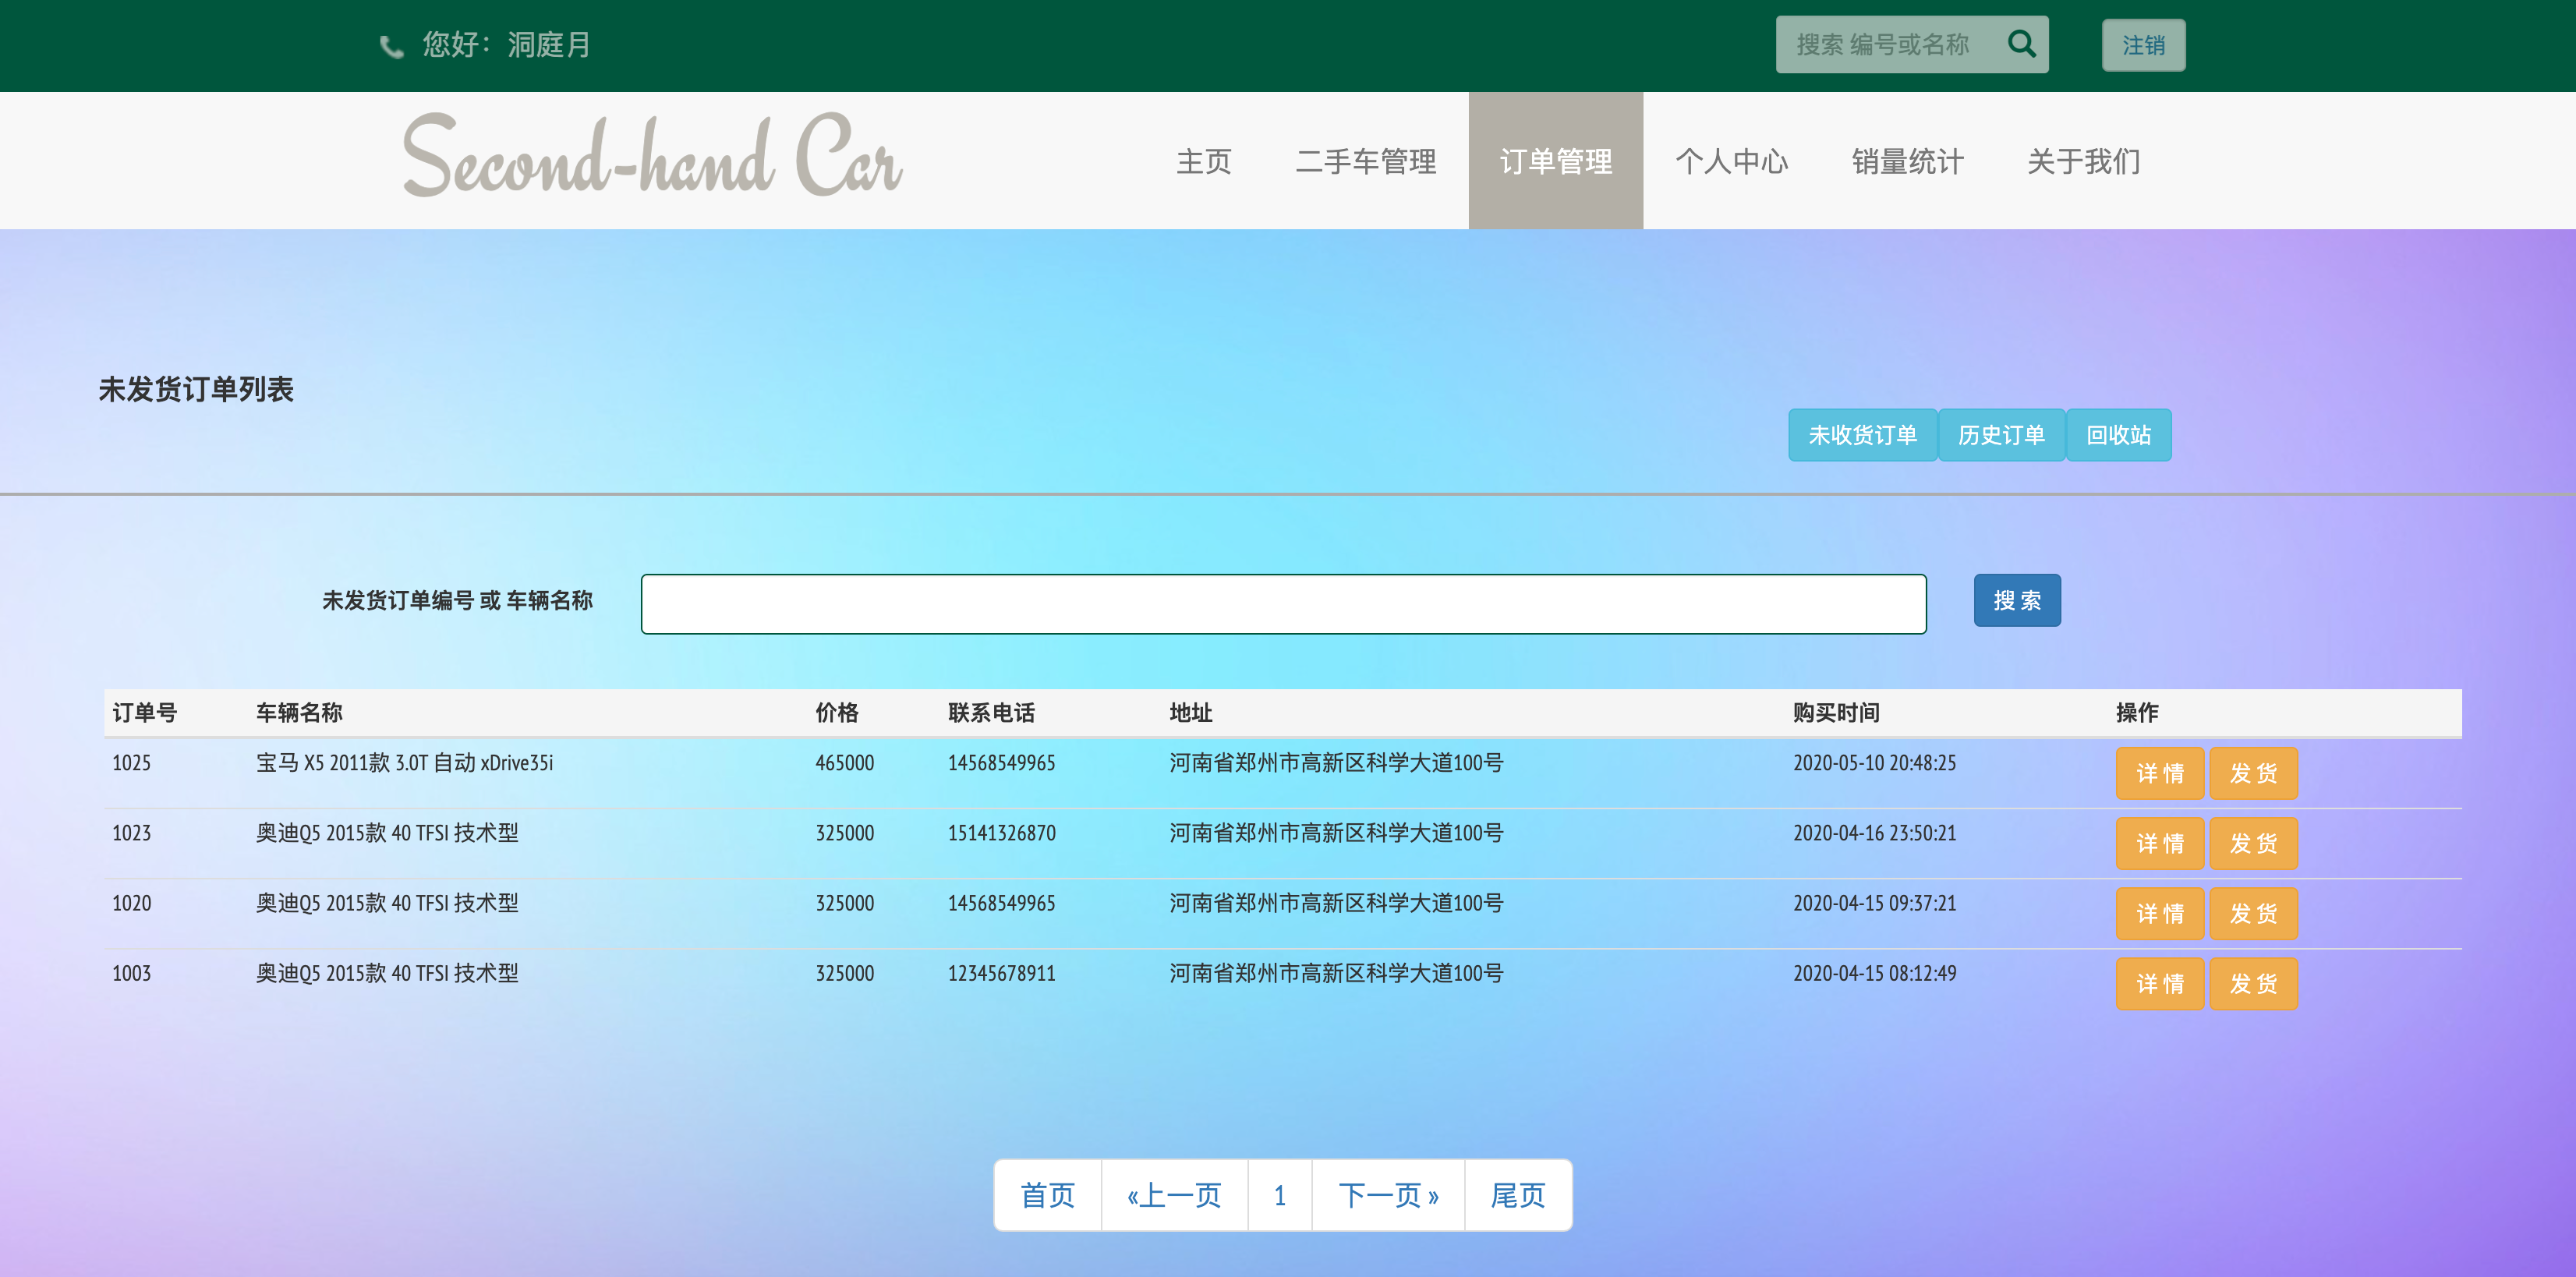 您好：洞庭月
搜索 编号或名称
注销
Second-hand Car
主页 二手车管理 订单管理 个人中心 销量统计 关于我们
未发货订单列表
未收货订单 历史订单 回收站
未发货订单编号 或 车辆名称
搜 索
订单号 车辆名称 价格 联系电话 地址 购买时间 操作
1025 宝马 X5 2011款 3.0T 自动 xDrive35i 465000 14568549965 河南省郑州市高新区科学大道100号 2020-05-10 20:48:25 详 情 发 货
1023 奥迪Q5 2015款 40 TFSI 技术型 325000 15141326870 河南省郑州市高新区科学大道100号 2020-04-16 23:50:21 详 情 发 货
1020 奥迪Q5 2015款 40 TFSI 技术型 325000 14568549965 河南省郑州市高新区科学大道100号 2020-04-15 09:37:21 详 情 发 货
1003 奥迪Q5 2015款 40 TFSI 技术型 325000 12345678911 河南省郑州市高新区科学大道100号 2020-04-15 08:12:49 详 情 发 货
首页 «上一页 1 下一页 » 尾页